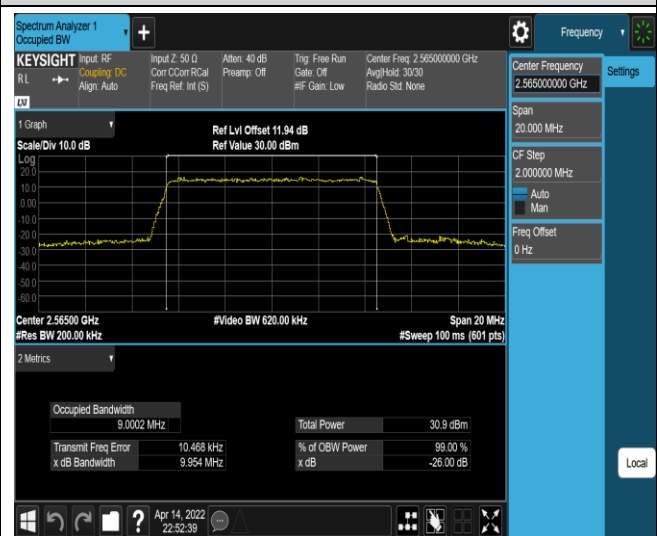 Spectrum Analyzer 1
Occupied BW
+
Frequency
KEYSIGHT
RL
LXI
Input: RF
Coupling: DC
Align: Auto
Input Z: 50 Ω
Corr CCorr RCal
Freq Ref: Int (S)
Atten: 40 dB
Preamp: Off
Trig: Free Run
Gate: Off
#IF Gain: Low
Center Freq: 2.565000000 GHz
Avg|Hold: 30/30
Radio Std: None
Center Frequency
2.565000000 GHz
Settings
Span
20.000 MHz
CF Step
2.000000 MHz
Auto
Man
Freq Offset
0 Hz
1 Graph
Scale/Div 10.0 dB
Ref Lvl Offset 11.94 dB
Ref Value 30.00 dBm
Log
20.0
10.0
0.00
-10.0
-20.0
-30.0
-40.0
-50.0
-60.0
Center 2.56500 GHz
#Video BW 620.00 kHz
Span 20 MHz
#Res BW 200.00 kHz
#Sweep 100 ms (601 pts)
2 Metrics
Occupied Bandwidth
9.0002 MHz
Total Power 30.9 dBm
Transmit Freq Error 10.468 kHz
% of OBW Power 99.00 %
x dB Bandwidth 9.954 MHz
x dB -26.00 dB
Local
?
Apr 14, 2022
22:52:39